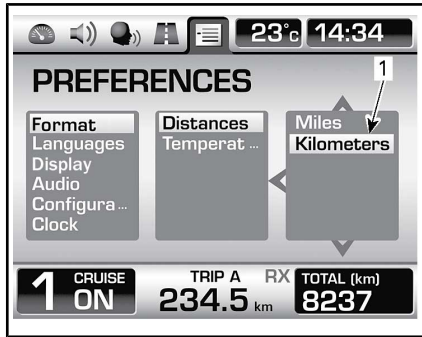 23°c 14:34
1
PREFERENCES
Format
Languages
Display
Audio
Configura ...
Clock
Distances
Temperat ...
Miles
Kilometers
1 CRUISE ON
TRIP A
234.5 km
RX
TOTAL (km)
8237